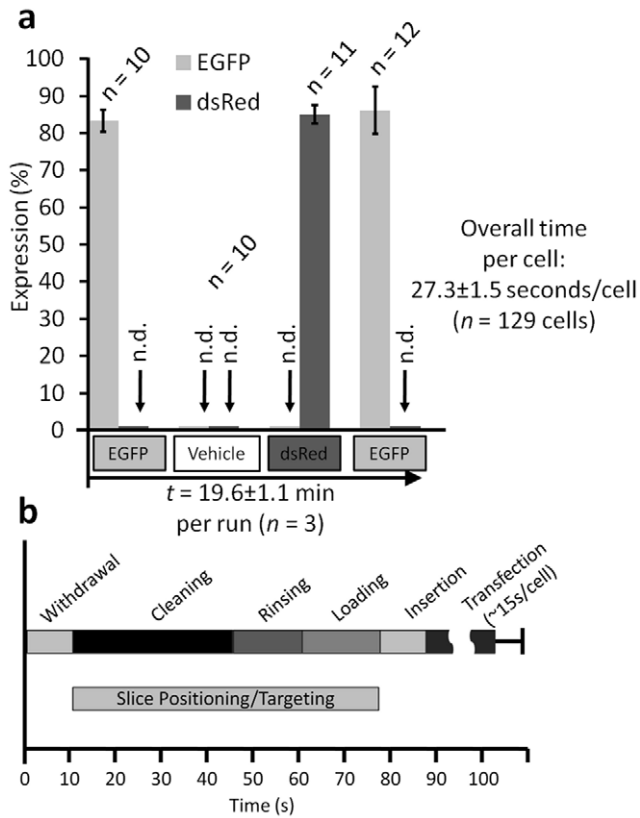 a
n = 10
n = 11
n = 12
EGFP
dsRed
100
90
80
70
60
50
40
30
20
10
0
Expression (%)
n = 10
n.d.
n.d.
n.d.
n.d.
n.d.
Overall time
per cell:
27.3±1.5 seconds/cell
(n = 129 cells)
EGFP
Vehicle
dsRed
EGFP
t = 19.6±1.1 min
per run (n = 3)
b
Withdrawal
Cleaning
Rinsing
Loading
Insertion
Transfection
(~15s/cell)
Slice Positioning/Targeting
0 10 20 30 40 50 60 70 80 90 100
Time (s)